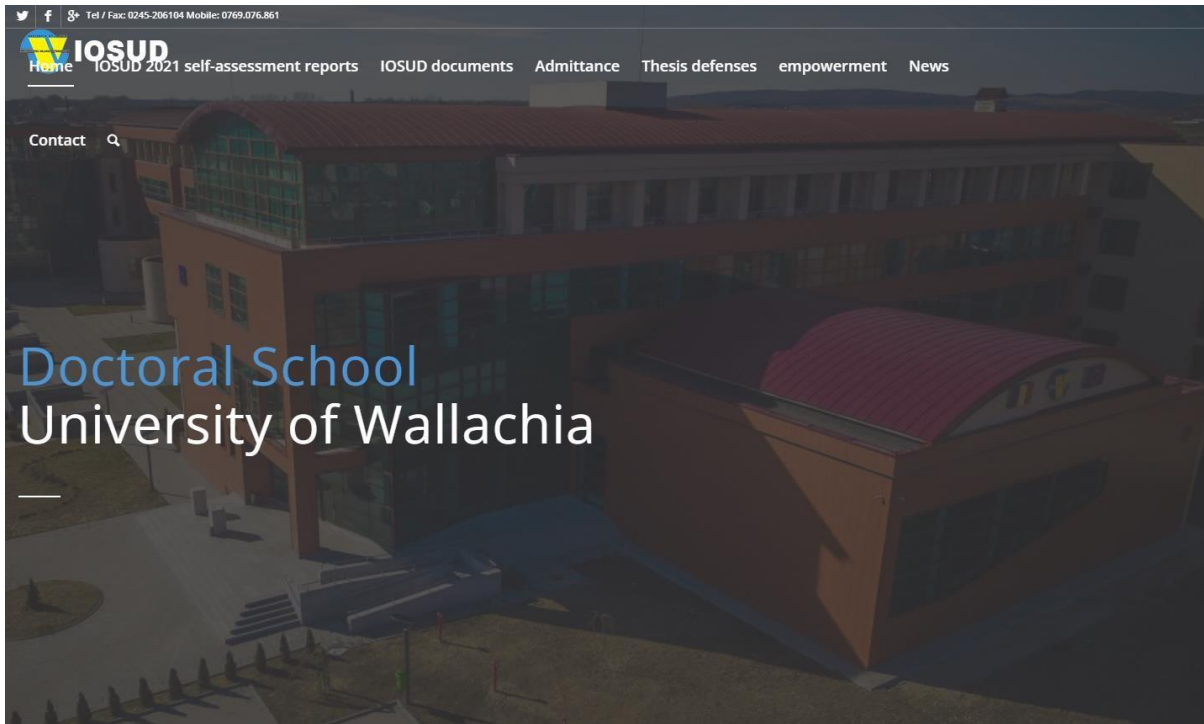 Tel / Fax: 0245-206104 Mobile: 0769.076.861
IOSUD
Home IOSUD 2021 self-assessment reports IOSUD documents Admittance Thesis defenses empowerment News
Contact
Doctoral School
University of Wallachia